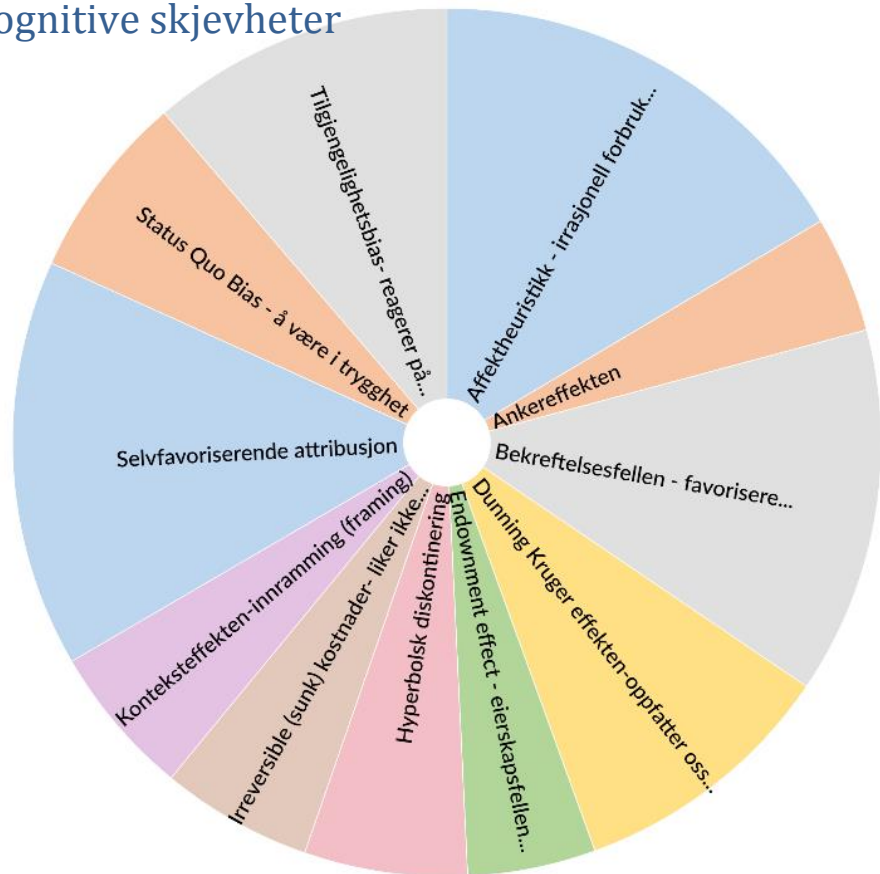 ognitive skjevheter
Affektheuristikk - irrasjonell forbruk...
Ankereffekten
Bekreftelsesfellen - favorisere...
Dunning Kruger effekten-oppfatter oss...
Endownment effect - eierskapsfellen...
Hyperbolsk diskontinering
Irreversible (sunk) kostnader- liker ikke...
Konteksteffekten-innramming (framing)
Selvfavoriserende attribusjon
Status Quo Bias - å være i trygghet
Tilgjengelighetsbias- reagerer på...